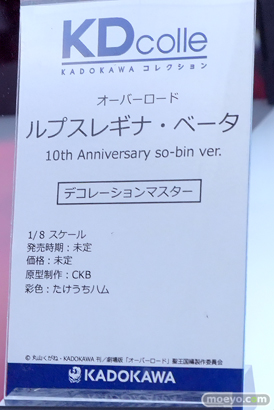 KDcolle
KADOKAWA コレクション
オーバーロード
ルプスレギナ・ベータ
10th Anniversary so-bin ver.
デコレーションマスター
1/8 スケール
発売時期：未定
価格：未定
原型制作：CKB
彩色：たけうちハム
© 丸山くがね・KADOKAWA 刊／劇場版「オーバーロード」聖王国編製作委員会
KADOKAWA
moeyo.com